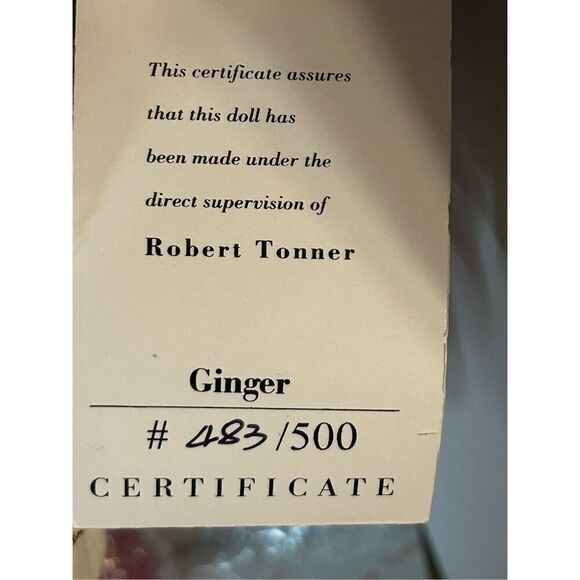 This certificate assures
that this doll has
been made under the
direct supervision of
Robert Tonner
Ginger
# 483/500
CERTIFICATE